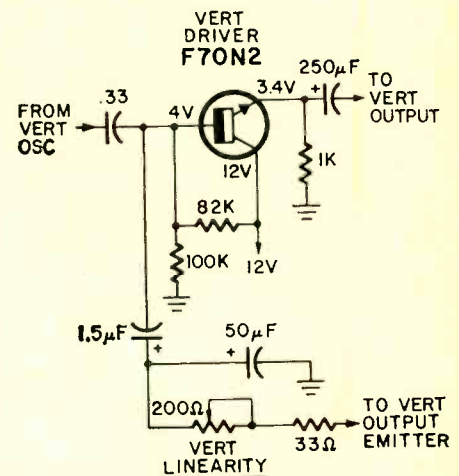 VERT
DRIVER
F70N2
250µF
+
TO
VERT
OUTPUT
3.4V
.33
4V
FROM
VERT
OSC
12V
1K
82K
100K
12V
1.5µF
+
50µF
+
200Ω
VERT
LINEARITY
33Ω
TO VERT
OUTPUT
EMITTER